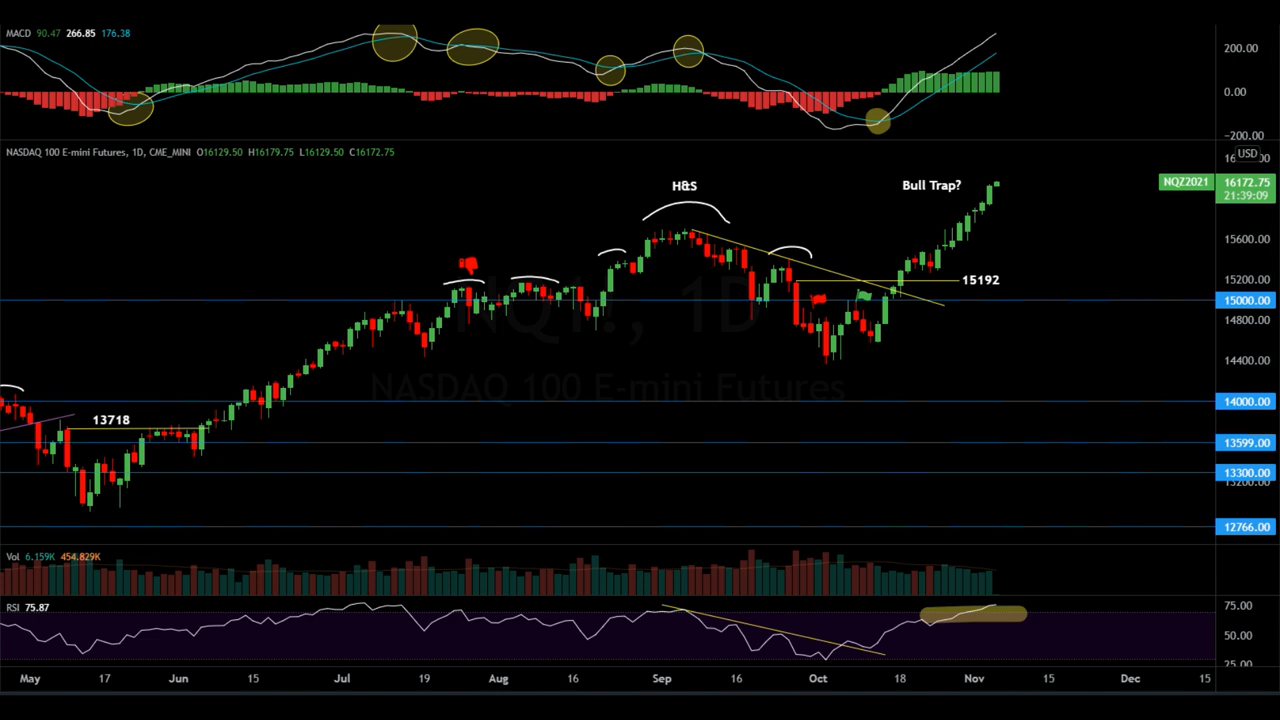 MACD 90.47 266.85 176.38
200.00
0.00
−200.00
NASDAQ 100 E-mini Futures, 1D, CME_MINI O16129.50 H16179.75 L16129.50 C16172.75
USD
H&S
Bull Trap?
NQZ2021 16172.75
21:39:09
15600.00
15192
15200.00
15000.00
NQ1!, 1D
14800.00
14400.00
NASDAQ 100 E-mini Futures
14000.00
13718
13599.00
13300.00
13200.00
12766.00
Vol 6.159K 454.829K
RSI 75.87
75.00
50.00
25.00
May 17 Jun 15 Jul 19 Aug 16 Sep 16 Oct 18 Nov 15 Dec 15